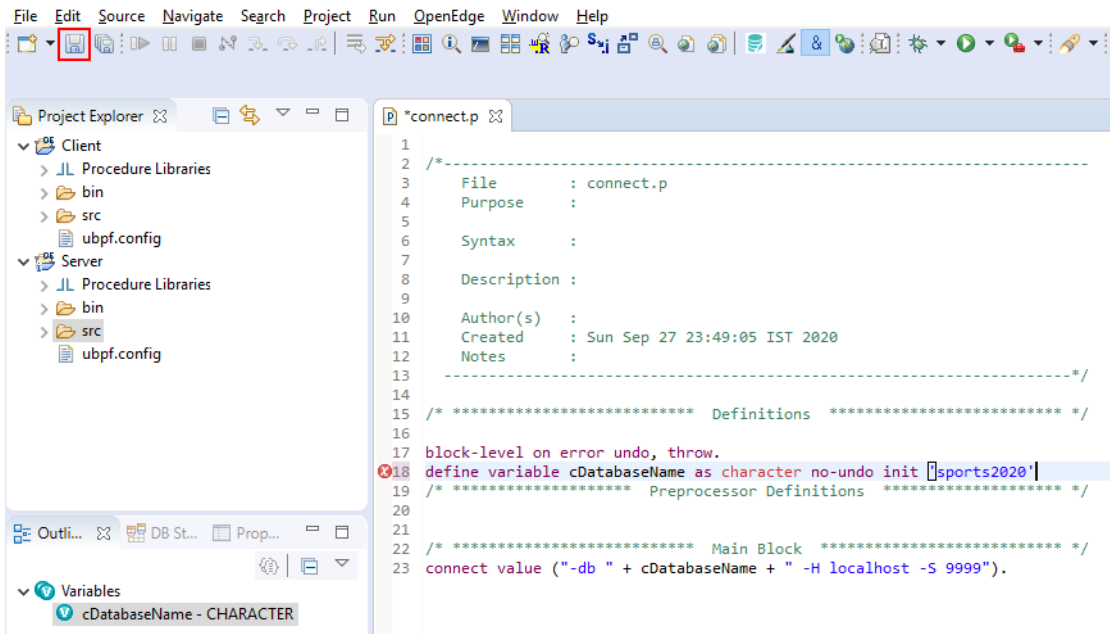 File Edit Source Navigate Search Project Run OpenEdge Window Help
Project Explorer
Client
Procedure Libraries
bin
src
ubpf.config
Server
Procedure Libraries
bin
src
ubpf.config
*connect.p
1
2 /*------------------------------------------------------------------------
3 File : connect.p
4 Purpose :
5
6 Syntax :
7
8 Description :
9
10 Author(s) :
11 Created : Sun Sep 27 23:49:05 IST 2020
12 Notes :
13 ----------------------------------------------------------------------*/
14
15 /* *************************** Definitions ************************** */
16
17 block-level on error undo, throw.
18 define variable cDatabaseName as character no-undo init 'sports2020'
19 /* ******************** Preprocessor Definitions ******************** */
20
21
22 /* *************************** Main Block *************************** */
23 connect value ("-db " + cDatabaseName + " -H localhost -S 9999").
Outli... DB St... Prop...
Variables
cDatabaseName - CHARACTER